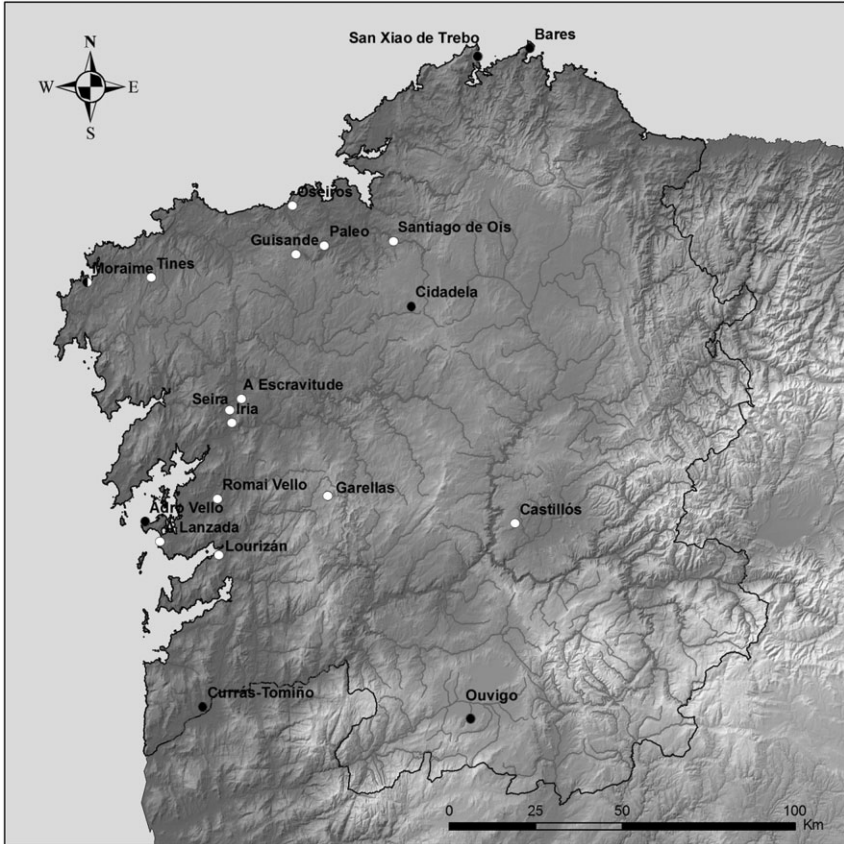 San Xiao de Trebo
Bares
N
W E
S
Oseiros
Santiago de Ois
Paleo
Guisande
Moraime
Tines
Cidadela
A Escravitude
Seira
Iria
Romai Vello
Garellas
Adro Vello
Castillós
Lanzada
Lourizán
Currás-Tomiño
Ouvigo
0 25 50 100
Km